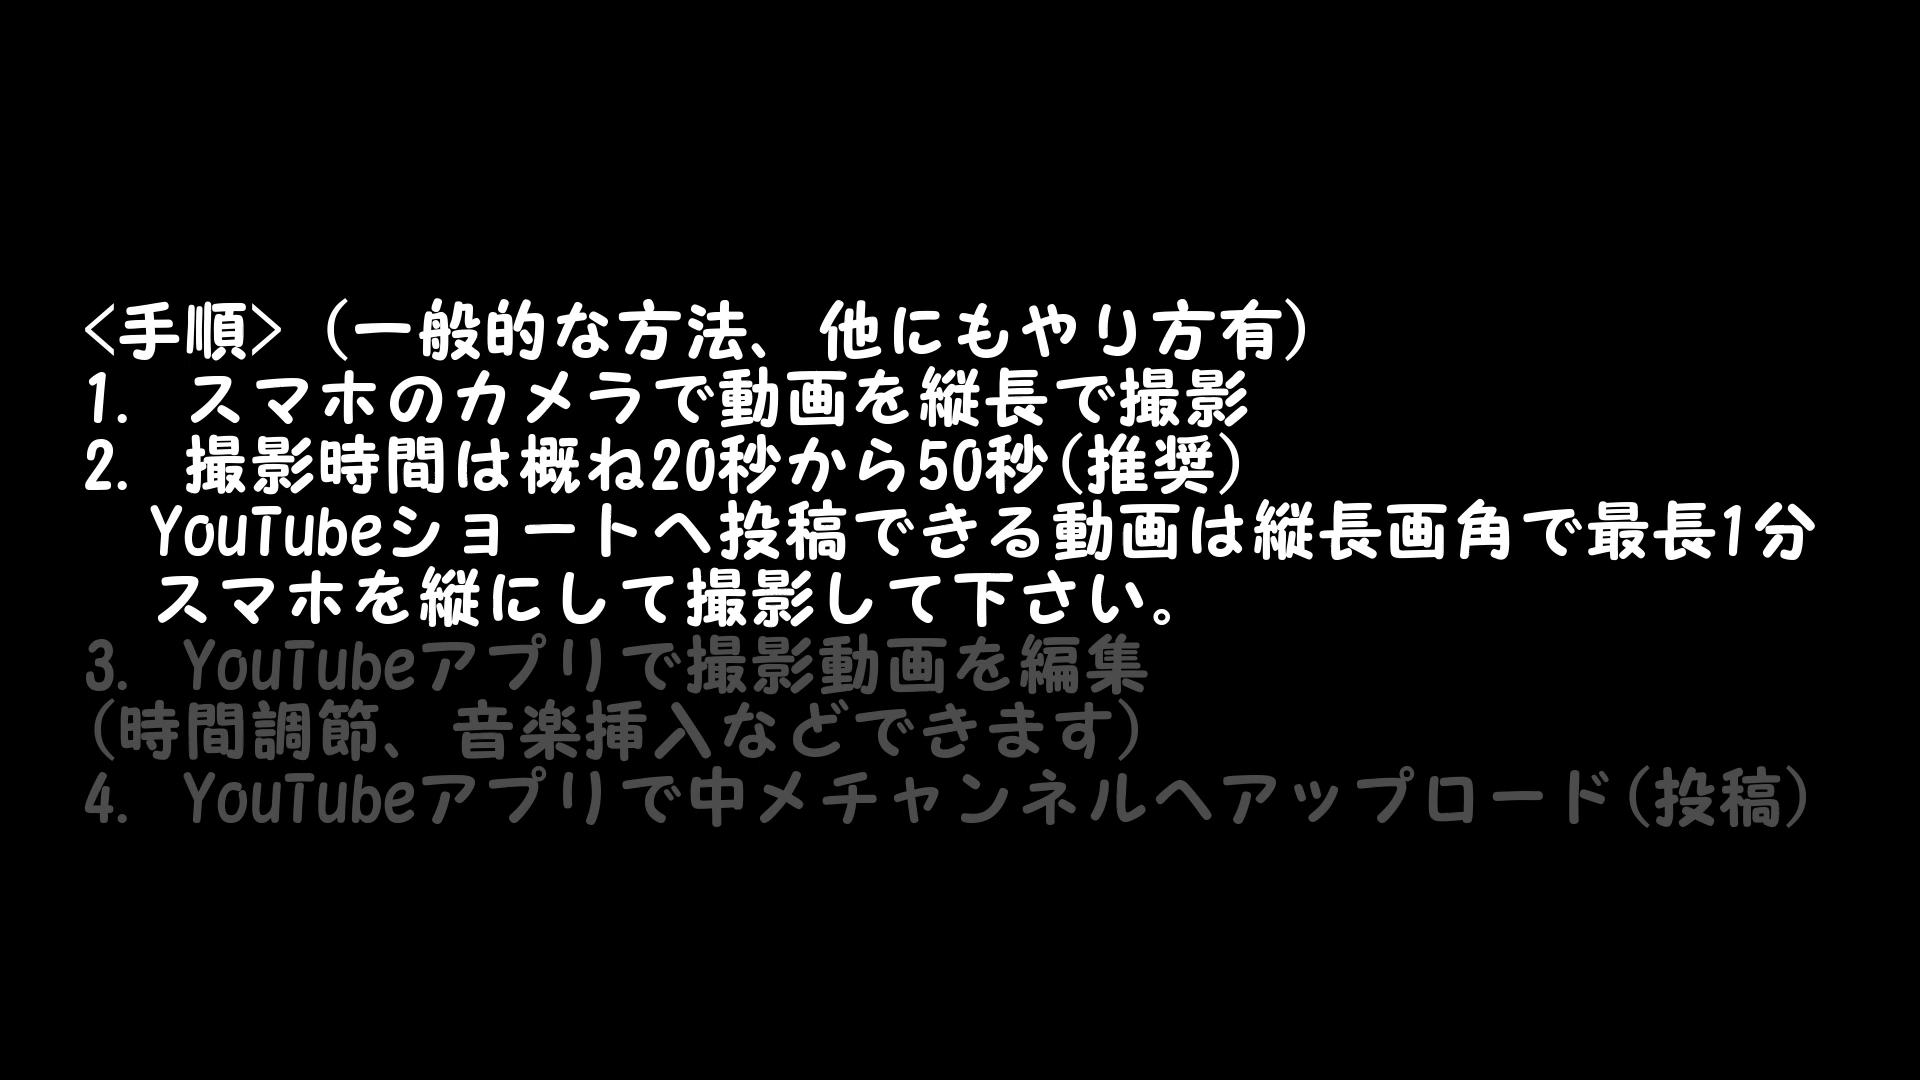 <手順> (一般的な方法、他にもやり方有)
1. スマホのカメラで動画を縦長で撮影
2. 撮影時間は概ね20秒から50秒(推奨)
YouTubeショートへ投稿できる動画は縦長画角で最長1分
スマホを縦にして撮影して下さい。
3. YouTubeアプリで撮影動画を編集
(時間調節、音楽挿入などできます)
4. YouTubeアプリで中メチャンネルへアップロード(投稿)